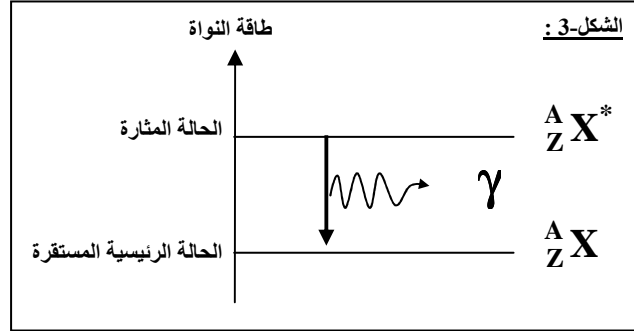 الشكل-3 :
طاقة النواة
الحالة المثارة
A
Z X*
γ
الحالة الرئيسية المستقرة
A
Z X